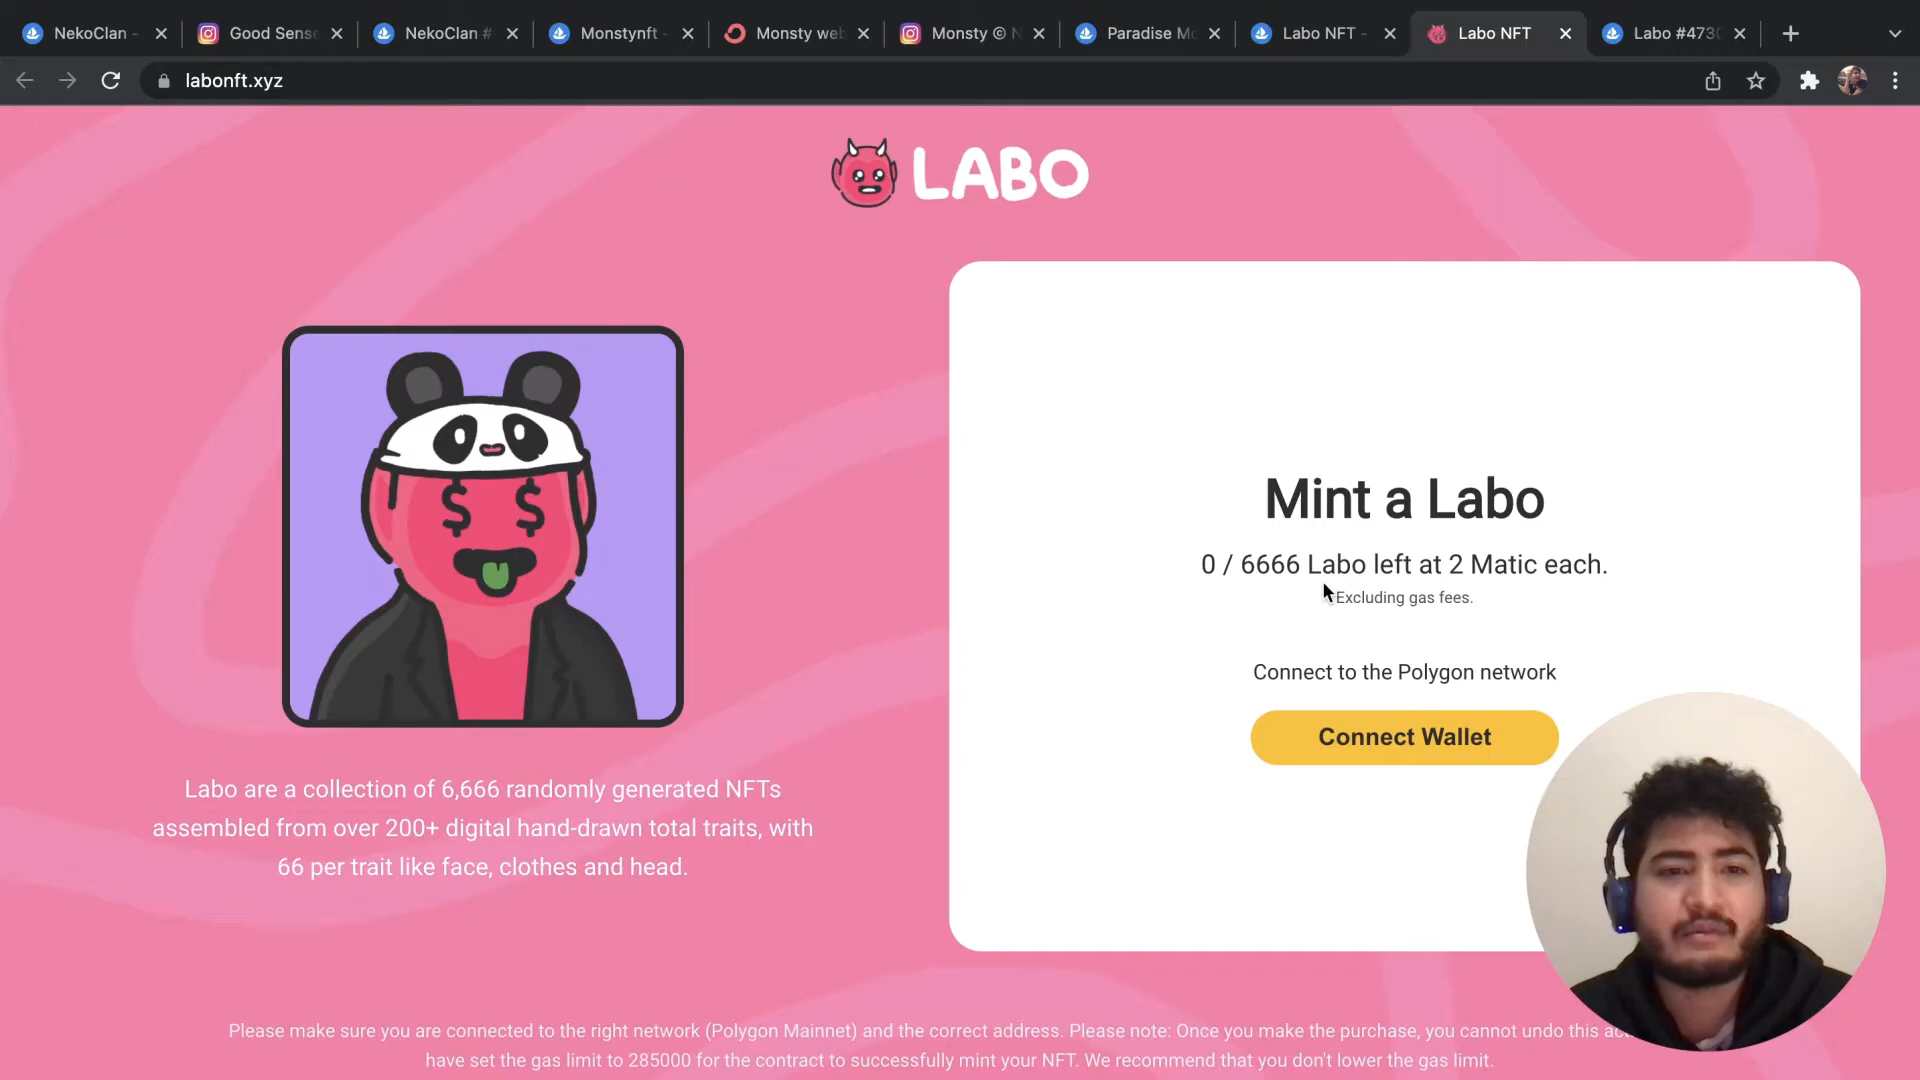 NekoClan -
Good Sense
NekoClan #
Monstynft -
Monsty web
Monsty © N
Paradise Mo
Labo NFT -
Labo NFT
Labo #4730
labonft.xyz
LABO
Mint a Labo
0 / 6666 Labo left at 2 Matic each.
Excluding gas fees.
Connect to the Polygon network
Connect Wallet
Labo are a collection of 6,666 randomly generated NFTs
assembled from over 200+ digital hand-drawn total traits, with
66 per trait like face, clothes and head.
Please make sure you are connected to the right network (Polygon Mainnet) and the correct address. Please note: Once you make the purchase, you cannot undo this
have set the gas limit to 285000 for the contract to successfully mint your NFT. We recommend that you don't lower the gas limit.